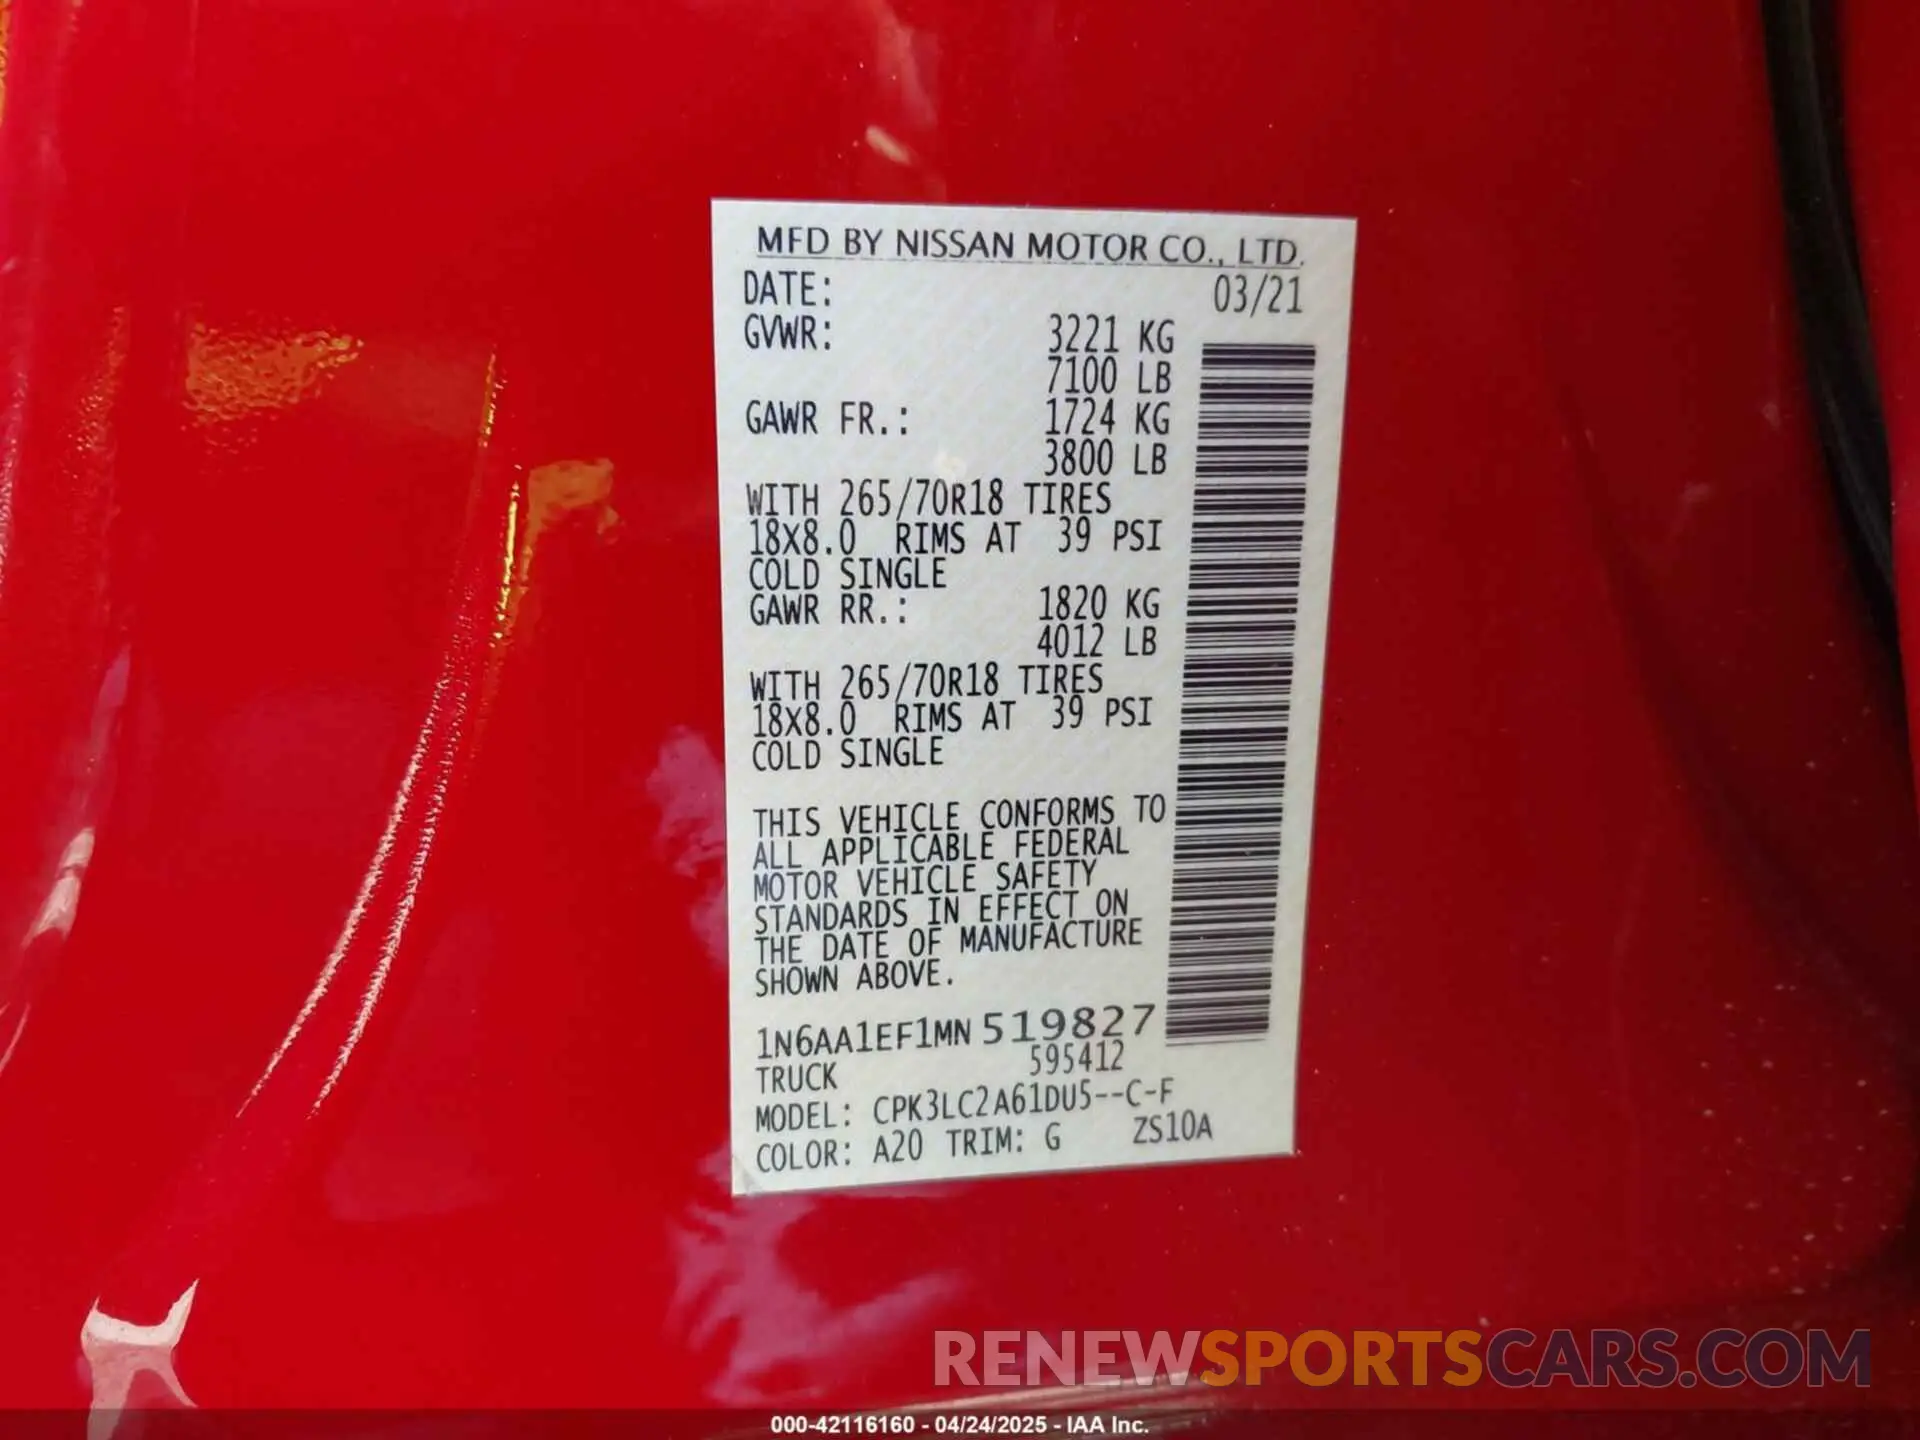 MFD BY NISSAN MOTOR CO., LTD.
DATE: 03/21
GVWR: 3221 KG
7100 LB
GAWR FR.: 1724 KG
3800 LB
WITH 265/70R18 TIRES
18X8.0 RIMS AT 39 PSI
COLD SINGLE
GAWR RR.: 1820 KG
4012 LB
WITH 265/70R18 TIRES
18X8.0 RIMS AT 39 PSI
COLD SINGLE
THIS VEHICLE CONFORMS TO
ALL APPLICABLE FEDERAL
MOTOR VEHICLE SAFETY
STANDARDS IN EFFECT ON
THE DATE OF MANUFACTURE
SHOWN ABOVE.
1N6AA1EF1MN519827
TRUCK 595412
MODEL: CPK3LC2A61DU5--C-F
COLOR: A20 TRIM: G ZS10A
RENEWSPORTSCARS.COM
000-42116160 - 04/24/2025 - IAA Inc.